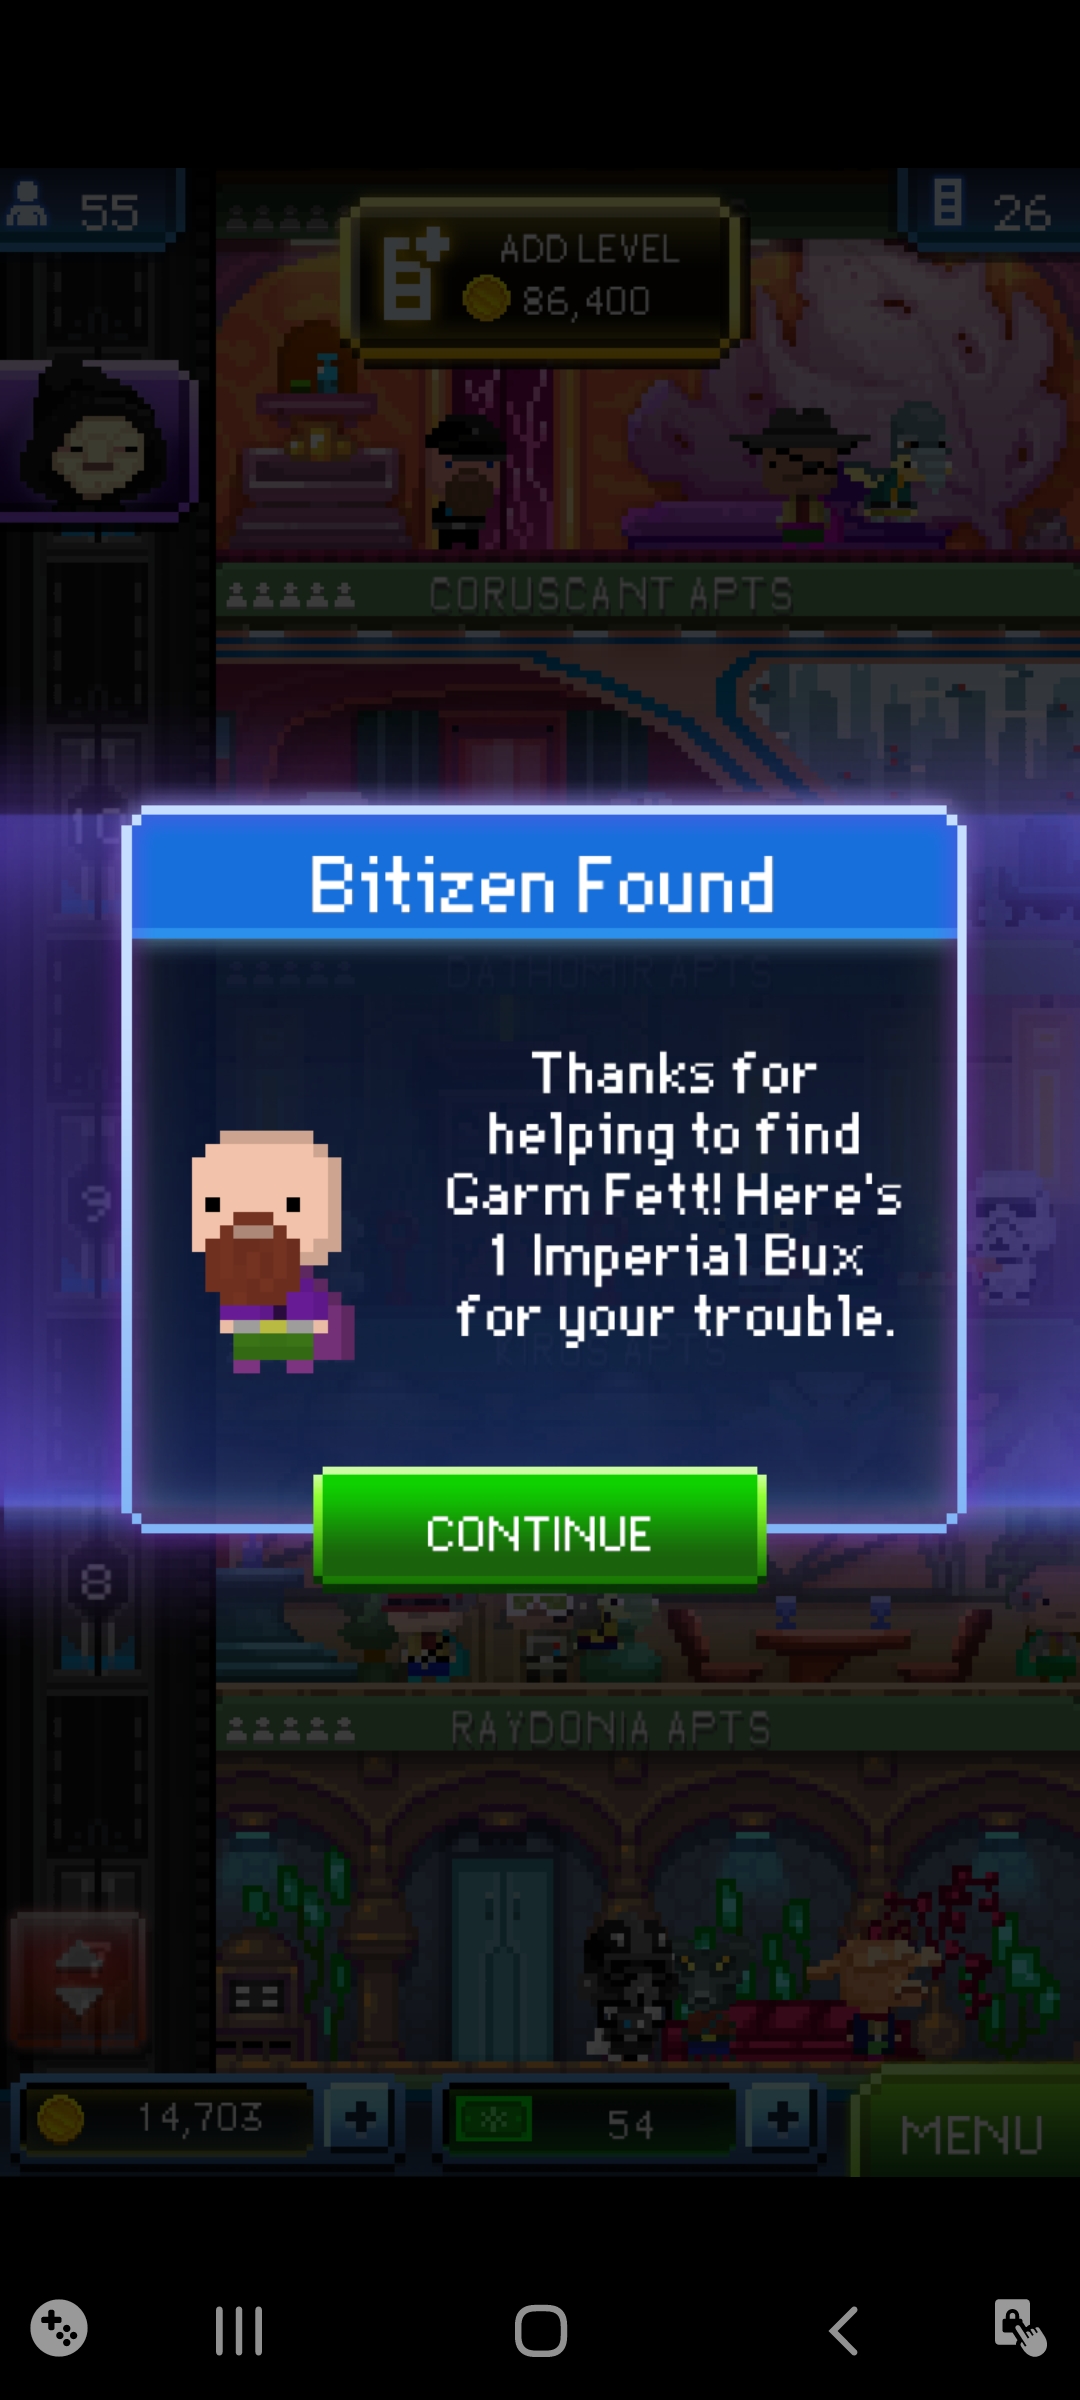 55
26
ADD LEVEL
86,400
CORUSCANT APTS
10
Bitizen Found
DATHOMIR APTS
Thanks for
helping to find
Garm Fett! Here's
1 Imperial Bux
for your trouble.
9
KIROS APTS
CONTINUE
8
RAYDONIA APTS
7
14,703
54
MENU